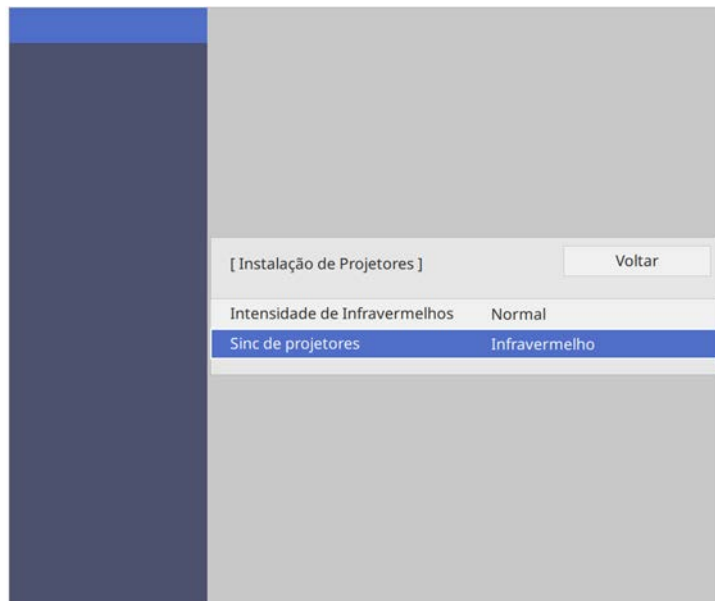 [ Instalação de Projetores ] Voltar
Intensidade de Infravermelhos Normal
Sinc de projetores Infravermelho